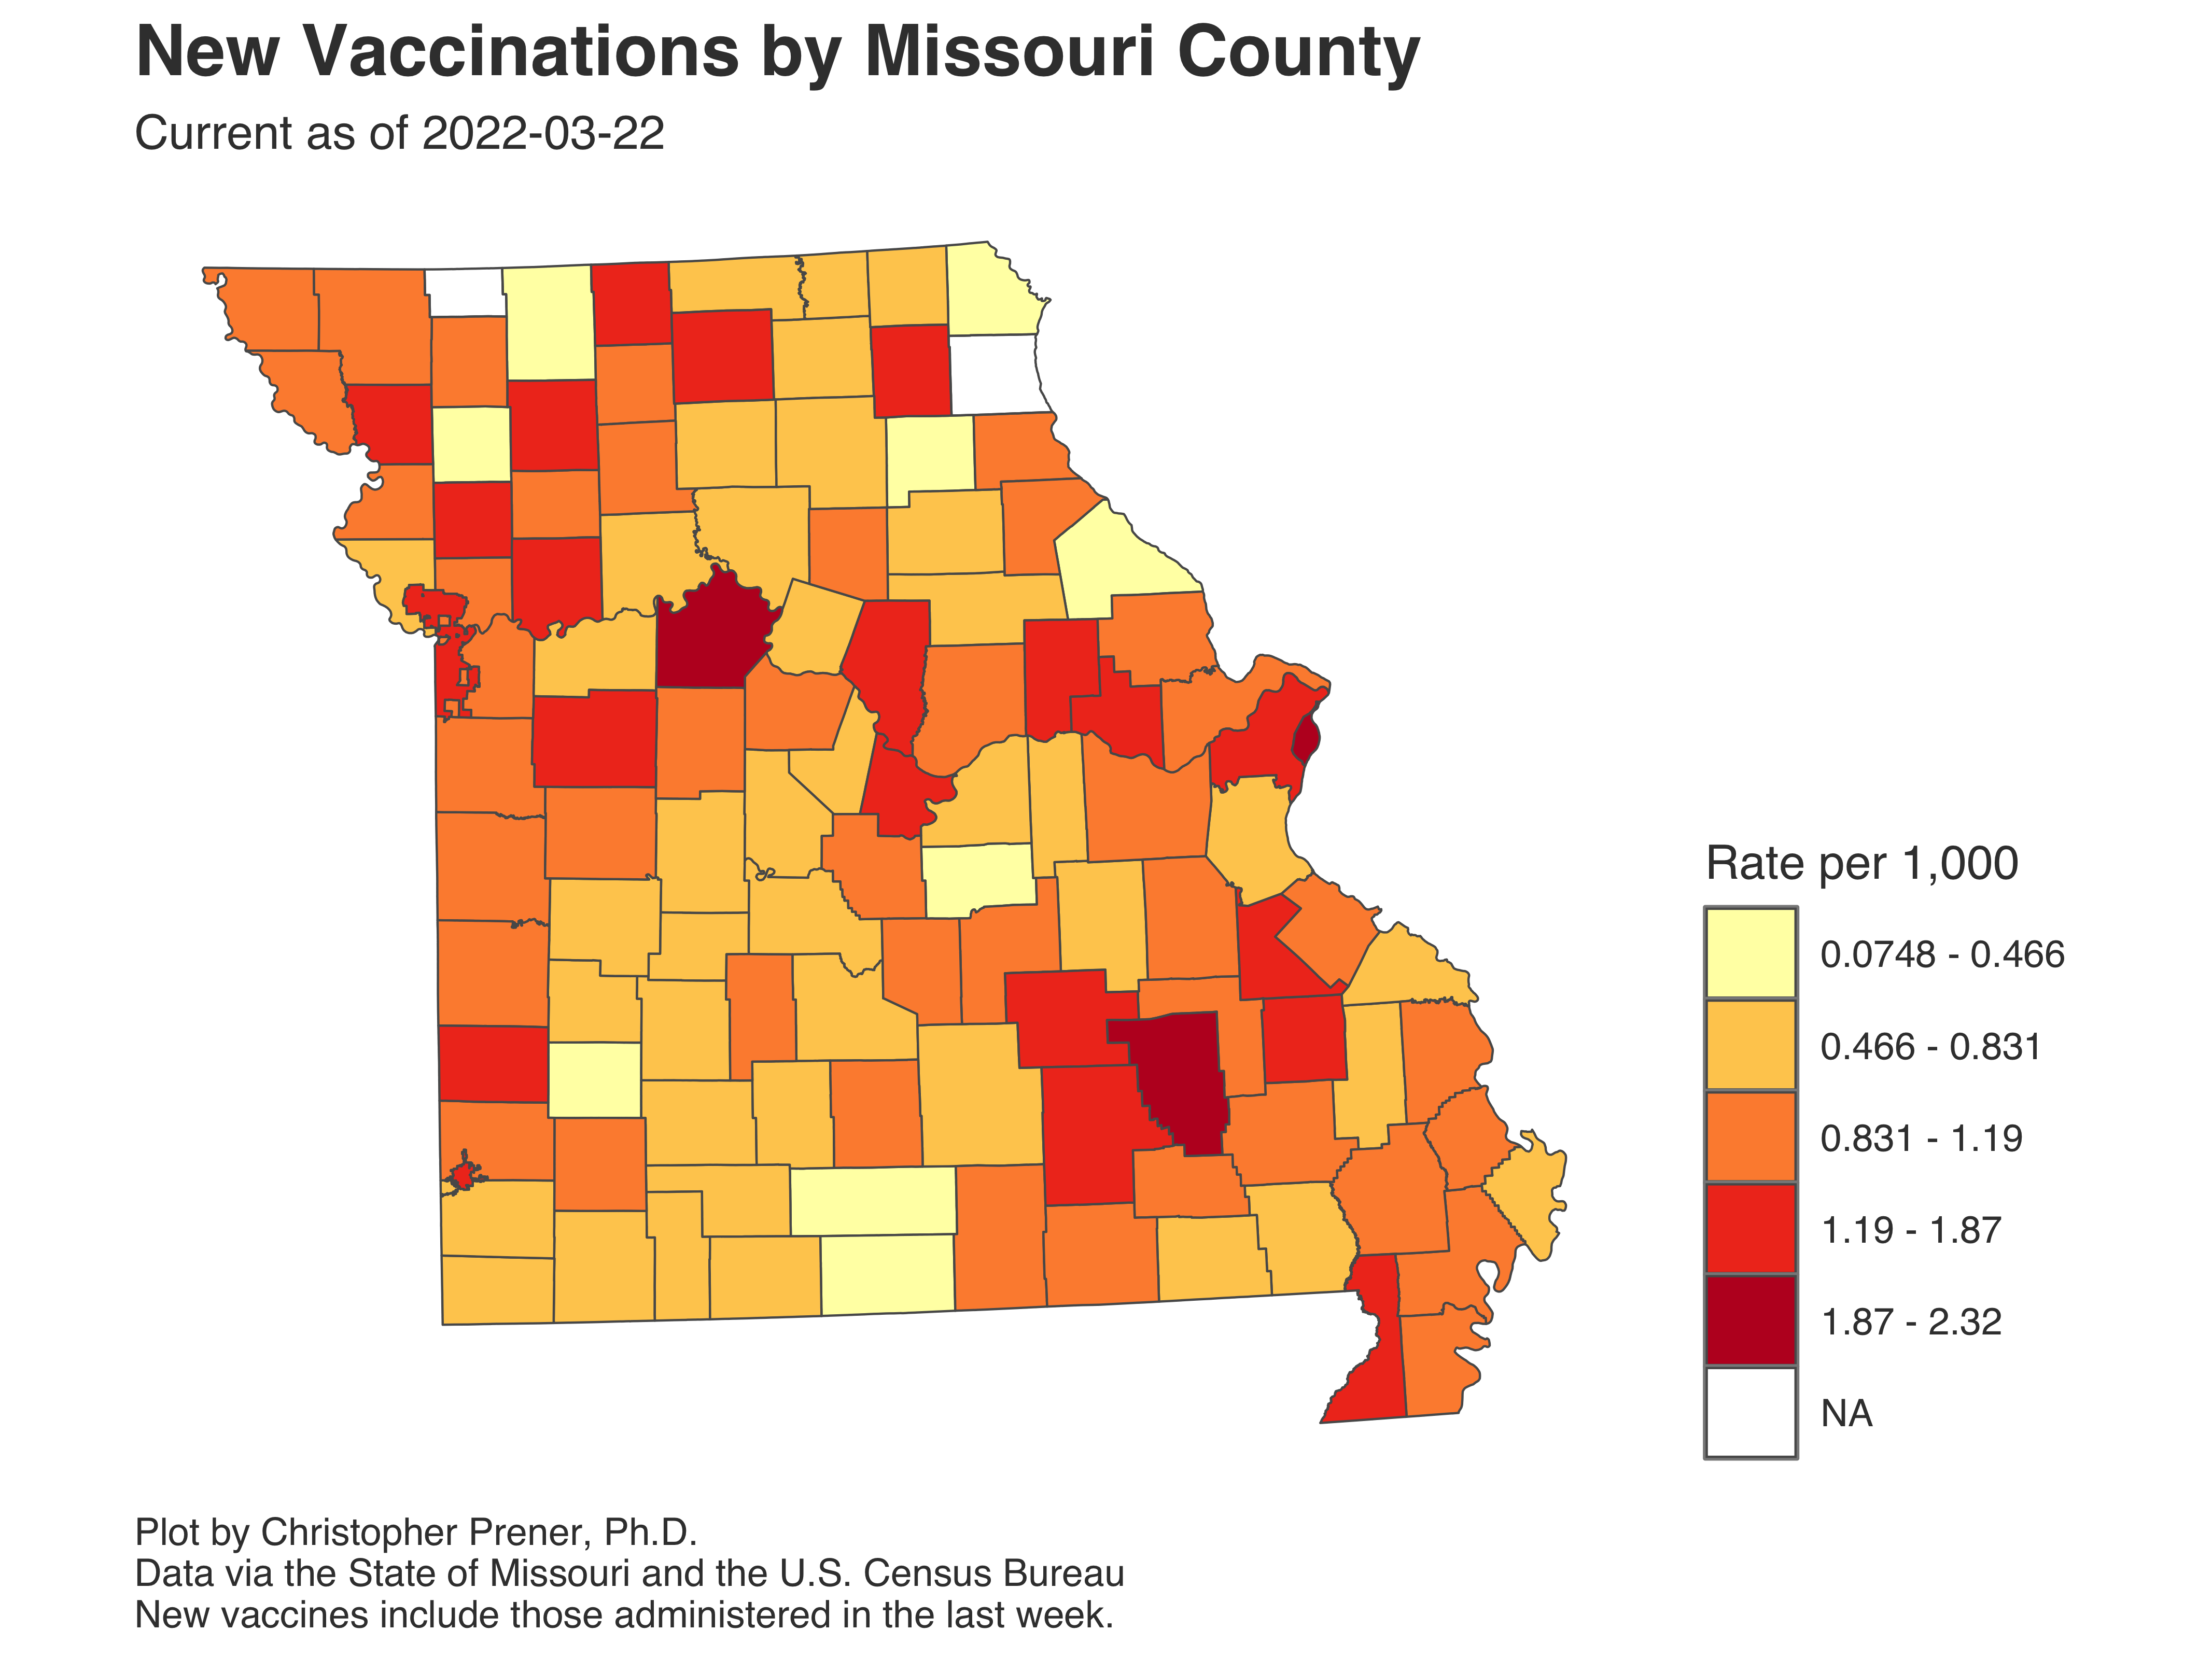 New Vaccinations by Missouri County
Current as of 2022-03-22
Rate per 1,000
0.0748 - 0.466
0.466 - 0.831
0.831 - 1.19
1.19 - 1.87
1.87 - 2.32
NA
Plot by Christopher Prener, Ph.D.
Data via the State of Missouri and the U.S. Census Bureau
New vaccines include those administered in the last week.